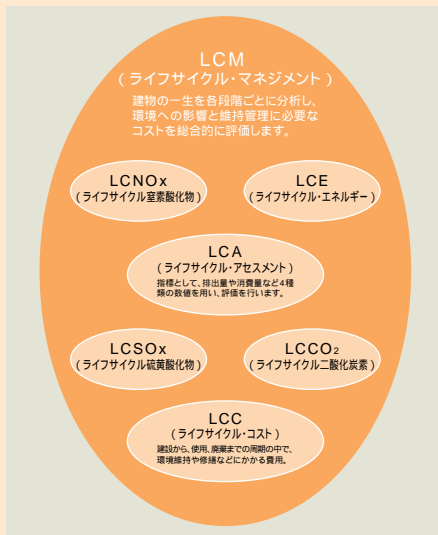 LCM
(ライフサイクル・マネジメント)
建物の一生を各段階ごとに分析し、
環境への影響と維持管理に必要な
コストを総合的に評価します。
LCNOx
(ライフサイクル窒素酸化物)
LCE
(ライフサイクル・エネルギー)
LCA
(ライフサイクル・アセスメント)
指標として、排出量や消費量など4種
類の数値を用い、評価を行います。
LCSOx
(ライフサイクル硫黄酸化物)
LCCO₂
(ライフサイクル二酸化炭素)
LCC
(ライフサイクル・コスト)
建設から、使用、廃棄までの周期の中で、
環境維持や修繕などにかかる費用。